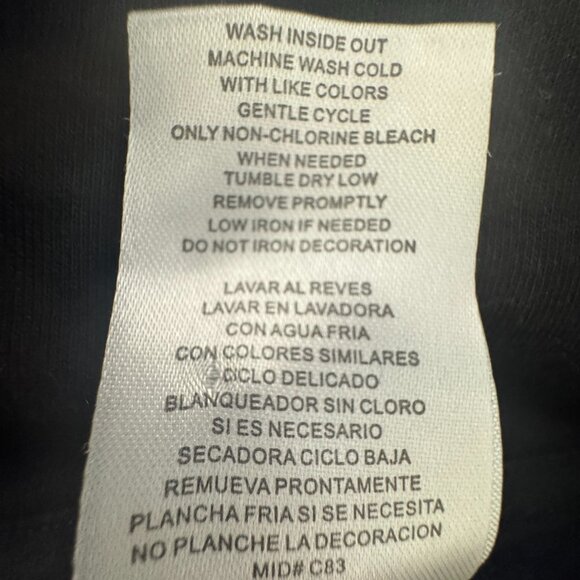 WASH INSIDE OUT
MACHINE WASH COLD
WITH LIKE COLORS
GENTLE CYCLE
ONLY NON-CHLORINE BLEACH
WHEN NEEDED
TUMBLE DRY LOW
REMOVE PROMPTLY
LOW IRON IF NEEDED
DO NOT IRON DECORATION
LAVAR AL REVES
LAVAR EN LAVADORA
CON AGUA FRIA
CON COLORES SIMILARES
CICLO DELICADO
BLANQUEADOR SIN CLORO
SI ES NECESARIO
SECADORA CICLO BAJA
REMUEVA PRONTAMENTE
PLANCHA FRIA SI SE NECESITA
NO PLANCHE LA DECORACION
MID# C83